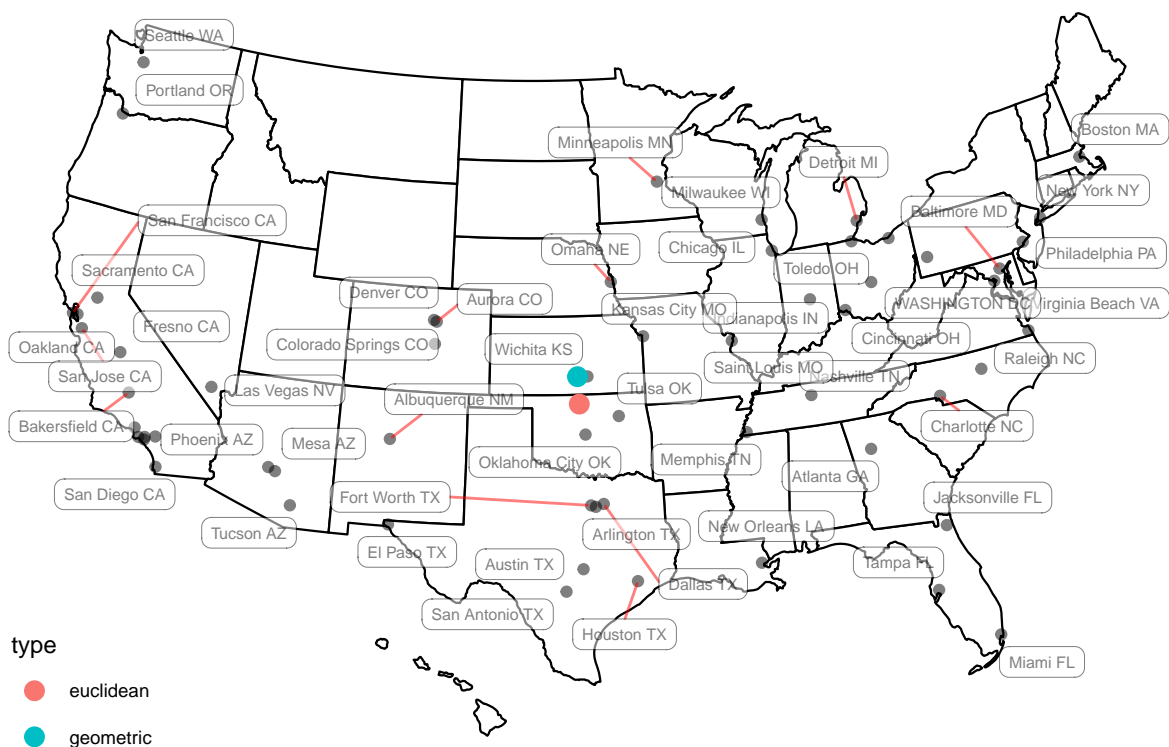 Seattle WA
Portland OR
Boston MA
Minneapolis MN
Detroit MI
Milwaukee WI
New York NY
San Francisco CA
Baltimore MD
Chicago IL
Omaha NE
Philadelphia PA
Sacramento CA
Toledo OH
Denver CO
Aurora CO
WASHINGTON DC
Virginia Beach VA
Kansas City MO
Indianapolis IN
Fresno CA
Cincinnati OH
Oakland CA
Colorado Springs CO
Wichita KS
Raleigh NC
San Jose CA
Saint Louis MO
Nashville TN
Las Vegas NV
Tulsa OK
Albuquerque NM
Bakersfield CA
Charlotte NC
Phoenix AZ
Mesa AZ
Oklahoma City OK
Memphis TN
Atlanta GA
San Diego CA
Fort Worth TX
Jacksonville FL
Tucson AZ
Arlington TX
New Orleans LA
El Paso TX
Austin TX
Tampa FL
Dallas TX
San Antonio TX
Houston TX
Miami FL
type
euclidean
geometric